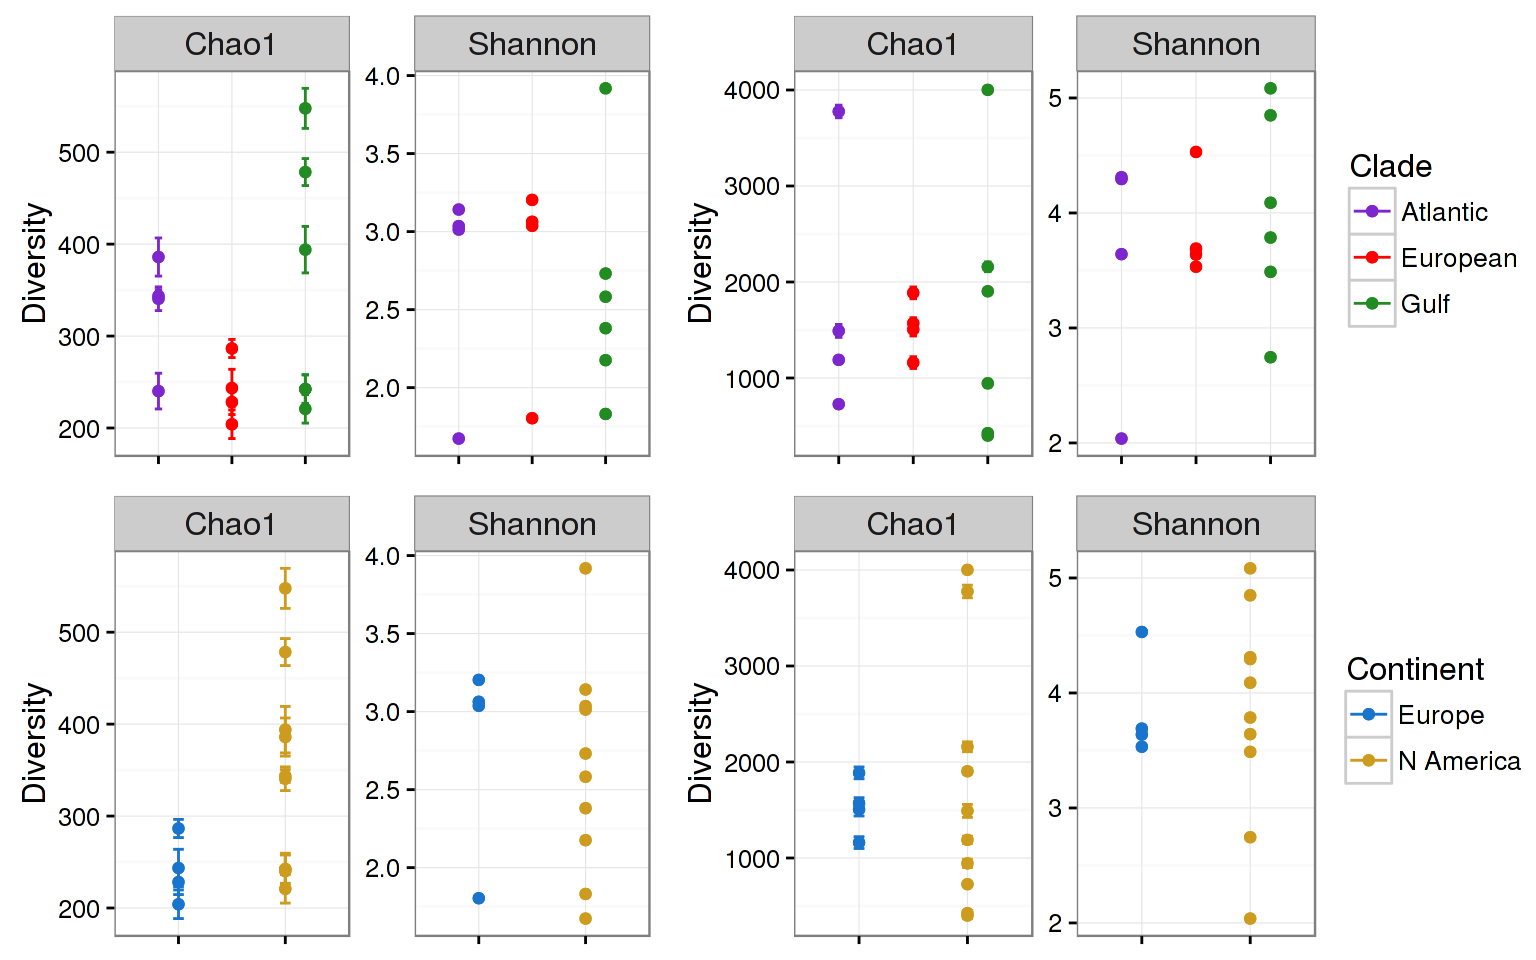 Chao1
Shannon
Chao1
Shannon
Diversity
500
400
300
200
4.0
3.5
3.0
2.5
2.0
Diversity
4000
3000
2000
1000
5
4
3
2
Clade
Atlantic
European
Gulf
Chao1
Shannon
Chao1
Shannon
Diversity
500
400
300
200
4.0
3.5
3.0
2.5
2.0
Diversity
4000
3000
2000
1000
5
4
3
2
Continent
Europe
N America